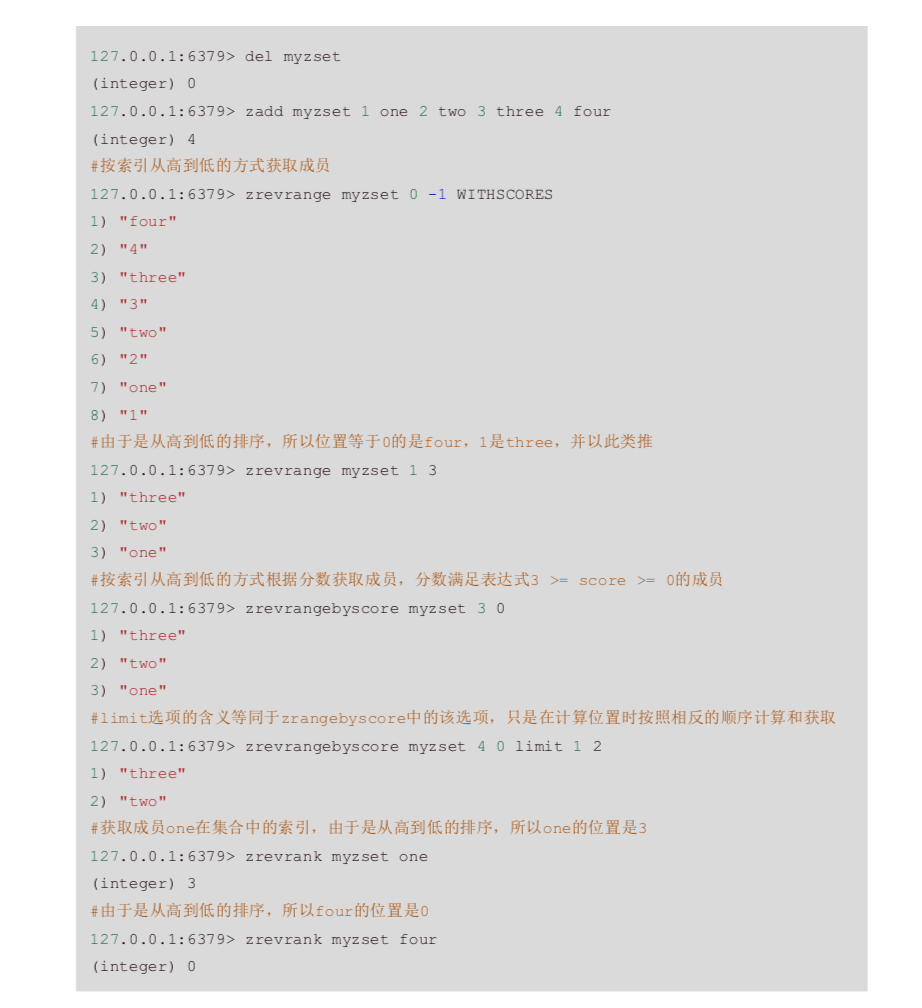 127.0.0.1:6379> del myzset
(integer) 0
127.0.0.1:6379> zadd myzset 1 one 2 two 3 three 4 four
(integer) 4
#按索引从高到低的方式获取成员
127.0.0.1:6379> zrevrange myzset 0 -1 WITHSCORES
1) "four"
2) "4"
3) "three"
4) "3"
5) "two"
6) "2"
7) "one"
8) "1"
#由于是从高到低的排序，所以位置等于0的是four，1是three，并以此类推
127.0.0.1:6379> zrevrange myzset 1 3
1) "three"
2) "two"
3) "one"
#按索引从高到低的方式根据分数获取成员，分数满足表达式3 >= score >= 0的成员
127.0.0.1:6379> zrevrangebyscore myzset 3 0
1) "three"
2) "two"
3) "one"
#limit选项的含义等同于zrangebyscore中的该选项，只是在计算位置时按照相反的顺序计算和获取
127.0.0.1:6379> zrevrangebyscore myzset 4 0 limit 1 2
1) "three"
2) "two"
#获取成员one在集合中的索引，由于是从高到低的排序，所以one的位置是3
127.0.0.1:6379> zrevrank myzset one
(integer) 3
#由于是从高到低的排序，所以four的位置是0
127.0.0.1:6379> zrevrank myzset four
(integer) 0